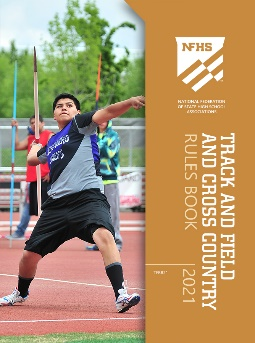 NFHS
NATIONAL FEDERATION
OF STATE HIGH SCHOOL
ASSOCIATIONS
TRACK AND FIELD
AND CROSS COUNTRY
RULES BOOK
2021